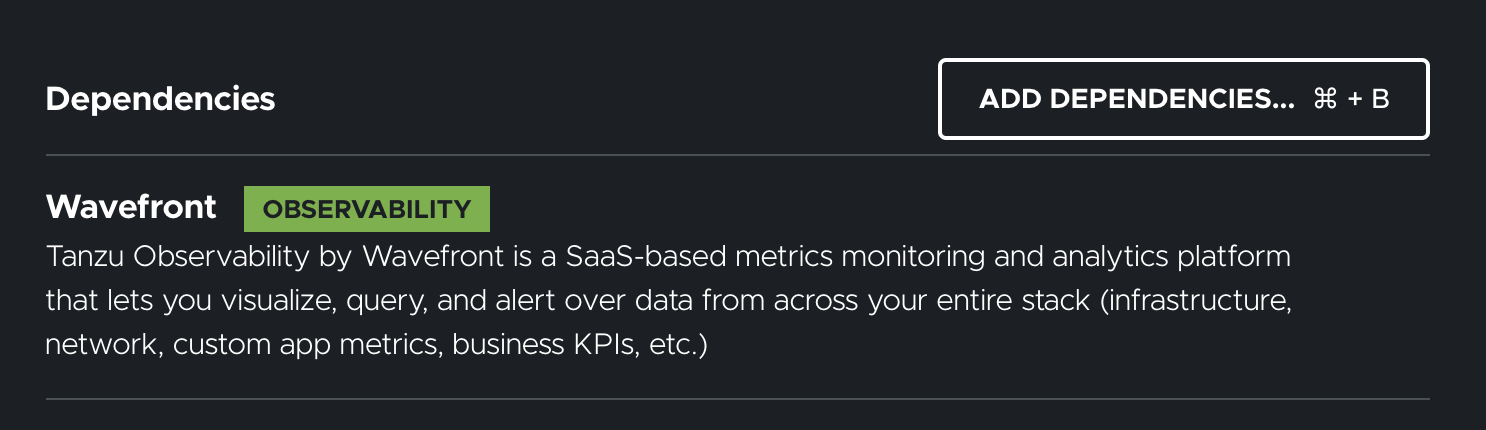 Dependencies
ADD DEPENDENCIES... ⌘ + B
Wavefront OBSERVABILITY
Tanzu Observability by Wavefront is a SaaS-based metrics monitoring and analytics platform
that lets you visualize, query, and alert over data from across your entire stack (infrastructure,
network, custom app metrics, business KPIs, etc.)